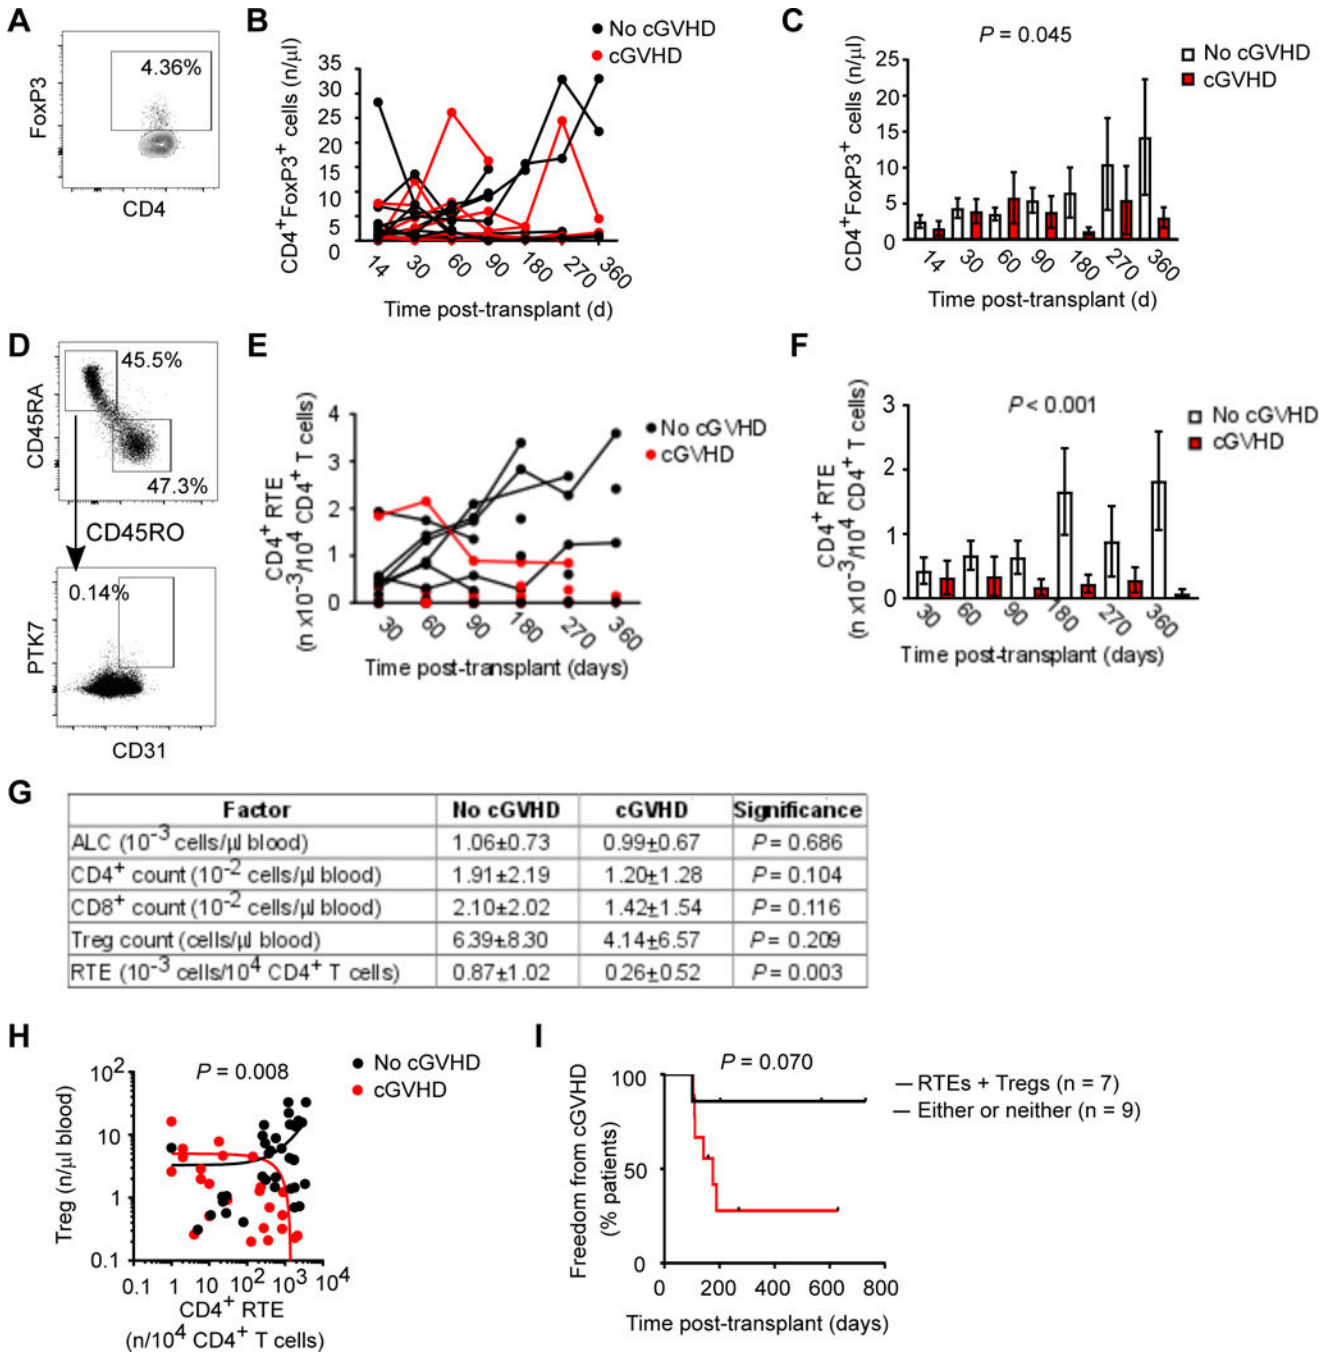 A
4.36%
FoxP3
CD4
B
No cGVHD
cGVHD
CD4⁺FoxP3⁺ cells (n/µl)
35
30
25
20
15
10
5
0
14 30 60 90 180 270 360
Time post-transplant (d)
C
P = 0.045
No cGVHD
cGVHD
CD4⁺FoxP3⁺ cells (n/µl)
25
20
15
10
5
0
14 30 60 90 180 270 360
Time post-transplant (d)
D
45.5%
CD45RA
47.3%
CD45RO
0.14%
PTK7
CD31
E
No cGVHD
cGVHD
CD4⁺ RTE
(n x10⁻³/10⁴ CD4⁺ T cells)
4
3
2
1
0
30 60 90 180 270 360
Time post-transplant (days)
F
P < 0.001
No cGVHD
cGVHD
CD4⁺ RTE
(n x10⁻³/10⁴ CD4⁺ T cells)
3
2
1
0
30 60 90 180 270 360
Time post-transplant (days)
G
Factor No cGVHD cGVHD Significance
ALC (10⁻³ cells/µl blood) 1.06±0.73 0.99±0.67 P = 0.686
CD4⁺ count (10⁻² cells/µl blood) 1.91±2.19 1.20±1.28 P = 0.104
CD8⁺ count (10⁻² cells/µl blood) 2.10±2.02 1.42±1.54 P = 0.116
Treg count (cells/µl blood) 6.39±8.30 4.14±6.57 P = 0.209
RTE (10⁻³ cells/10⁴ CD4⁺ T cells) 0.87±1.02 0.26±0.52 P = 0.003
H
P = 0.008
No cGVHD
cGVHD
Treg (n/µl blood)
10²
10
1
0.1
0.1 1 10 10² 10³ 10⁴
CD4⁺ RTE
(n/10⁴ CD4⁺ T cells)
I
P = 0.070
RTEs + Tregs (n = 7)
Either or neither (n = 9)
Freedom from cGVHD
(% patients)
100
50
0
0 200 400 600 800
Time post-transplant (days)